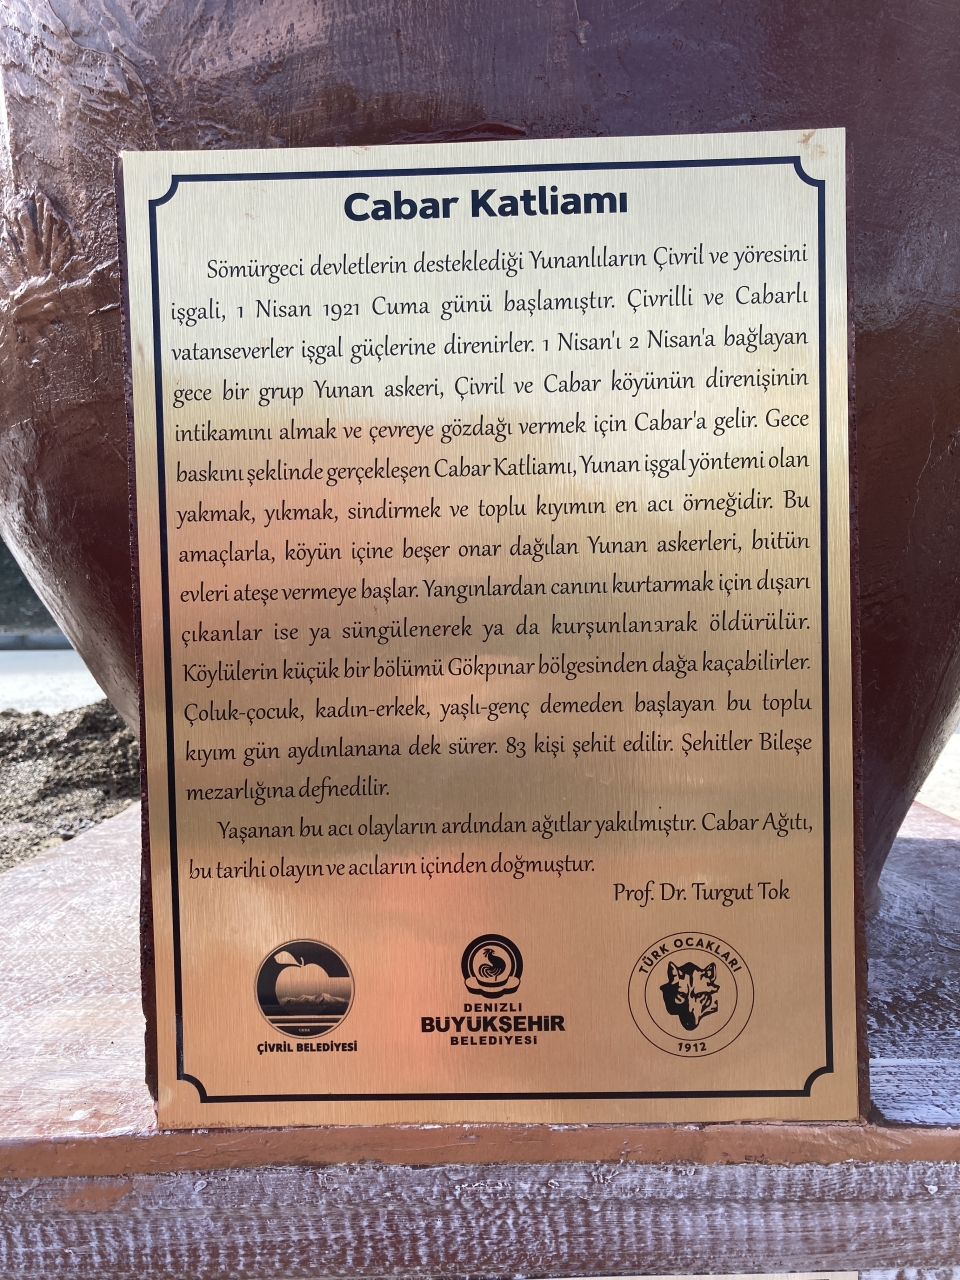 Cabar Katliamı
Sömürgeci devletlerin desteklediği Yunanlıların Çivril ve yöresini
işgali, 1 Nisan 1921 Cuma günü başlamıştır. Çivrilli ve Cabarlı
vatanseverler işgal güçlerine direnirler. 1 Nisan'ı 2 Nisan'a bağlayan
gece bir grup Yunan askeri, Çivril ve Cabar köyünün direnişinin
intikamını almak ve çevreye gözdağı vermek için Cabar'a gelir. Gece
baskını şeklinde gerçekleşen Cabar Katliamı, Yunan işgal yöntemi olan
yakmak, yıkmak, sindirmek ve toplu kıyımın en acı örneğidir. Bu
amaçlarla, köyün içine beşer onar dağılan Yunan askerleri, bütün
evleri ateşe vermeye başlar. Yangınlardan canını kurtarmak için dışarı
çıkanlar ise ya süngülenerek ya da kurşunlanarak öldürülür.
Köylülerin küçük bir bölümü Gökpınar bölgesinden dağa kaçabilirler.
Çoluk-çocuk, kadın-erkek, yaşlı-genç demeden başlayan bu toplu
kıyım gün aydınlanana dek sürer. 83 kişi şehit edilir. Şehitler Bileşe
mezarlığına defnedilir.
Yaşanan bu acı olayların ardından ağıtlar yakılmıştır. Cabar Ağıtı,
bu tarihi olayın ve acıların içinden doğmuştur.
Prof. Dr. Turgut Tok
ÇİVRİL BELEDİYESİ
DENİZLİ
BÜYÜKŞEHİR
BELEDİYESİ
TÜRK OCAKLARI
1912